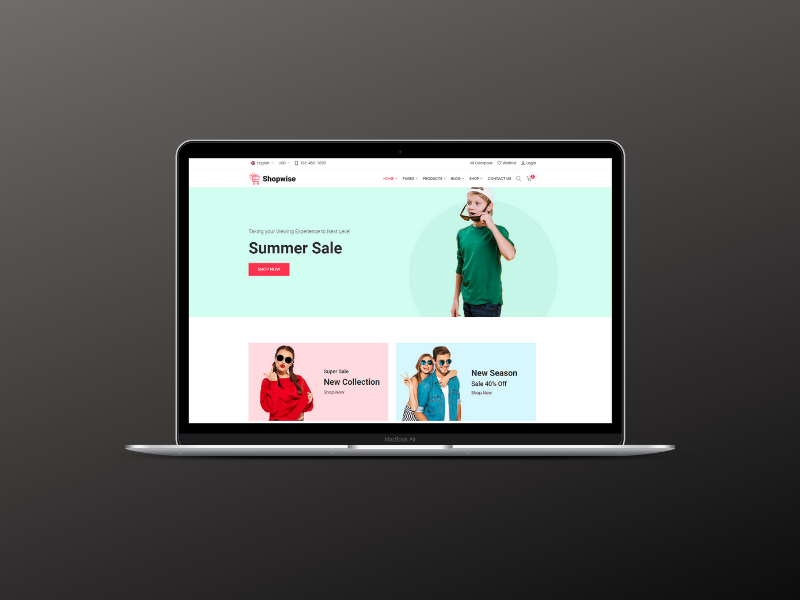 English USD 123-456-7890 Compare Wishlist Login
Shopwise HOME PAGES PRODUCTS BLOG SHOP CONTACT US
Taking your Viewing Experience to Next Level
Summer Sale
SHOP NOW
Super Sale
New Collection
Shop Now
New Season
Sale 40% Off
Shop Now
MacBook Air